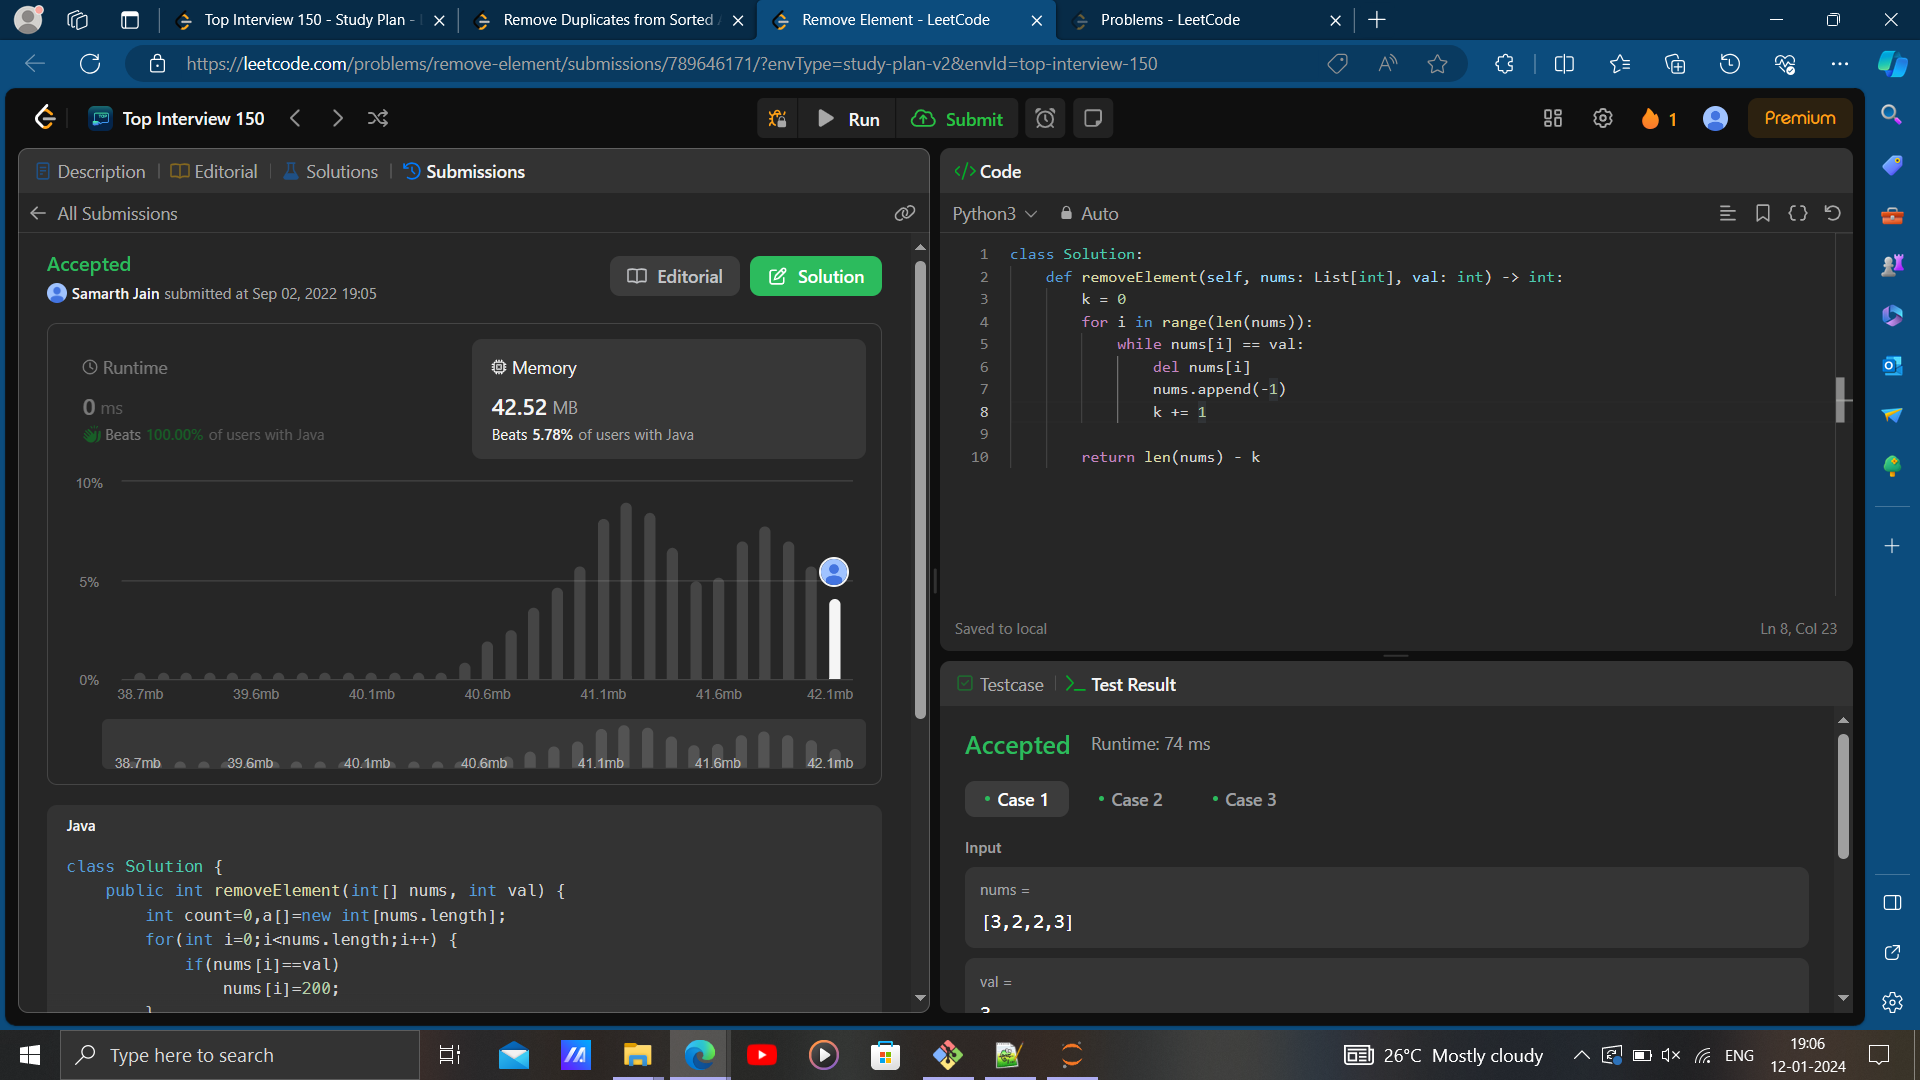 Top Interview 150 - Study Plan -
Remove Duplicates from Sorted
Remove Element - LeetCode
Problems - LeetCode
https://leetcode.com/problems/remove-element/submissions/789646171/?envType=study-plan-v2&envId=top-interview-150
Top Interview 150
Run
Submit
1
Premium
Description
Editorial
Solutions
Submissions
All Submissions
Accepted
Samarth Jain submitted at Sep 02, 2022 19:05
Editorial
Solution
Runtime
0 ms
Beats 100.00% of users with Java
Memory
42.52 MB
Beats 5.78% of users with Java
10%
5%
0%
38.7mb 39.6mb 40.1mb 40.6mb 41.1mb 41.6mb 42.1mb
38.7mb 39.6mb 40.1mb 40.6mb 41.1mb 41.6mb 42.1mb
Java
class Solution {
public int removeElement(int[] nums, int val) {
int count=0,a[]=new int[nums.length];
for(int i=0;i<nums.length;i++) {
if(nums[i]==val)
nums[i]=200;
}
Code
Python3
Auto
1 class Solution:
2 def removeElement(self, nums: List[int], val: int) -> int:
3 k = 0
4 for i in range(len(nums)):
5 while nums[i] == val:
6 del nums[i]
7 nums.append(-1)
8 k += 1
9
10 return len(nums) - k
Saved to local
Ln 8, Col 23
Testcase
Test Result
Accepted
Runtime: 74 ms
Case 1
Case 2
Case 3
Input
nums =
[3,2,2,3]
val =
3
Type here to search
26°C Mostly cloudy
ENG
19:06
12-01-2024